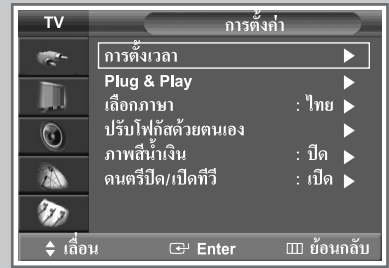 TV การตั้งค่า
การตั้งเวลา
Plug & Play
เลือกภาษา : ไทย
ปรับโฟกัสด้วยตนเอง
ภาพสีน้ำเงิน : ปิด
ดนตรีปิด/เปิดทีวี : เปิด
เลื่อน Enter ย้อนกลับ